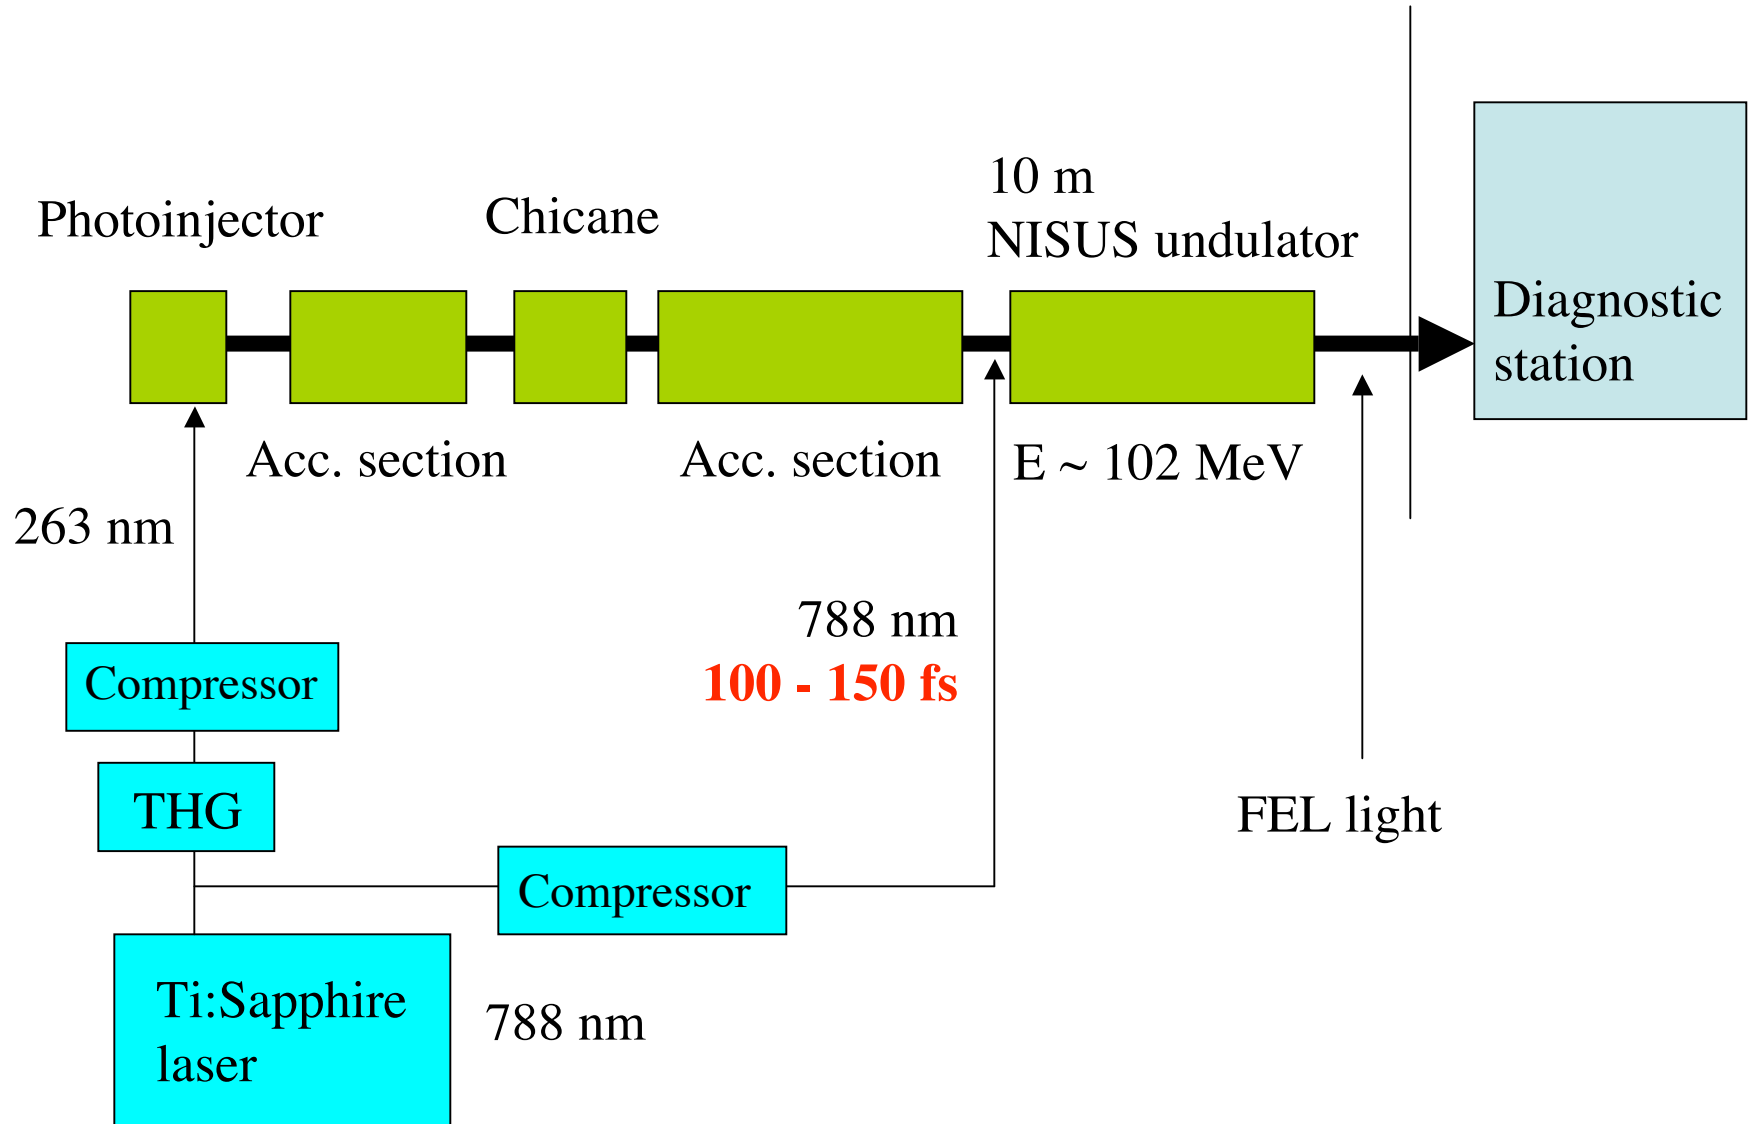 10 m
NISUS undulator
Photoinjector
Chicane
Diagnostic
station
Acc. section
Acc. section
E ~ 102 MeV
263 nm
788 nm
100 - 150 fs
Compressor
THG
FEL light
Compressor
Ti:Sapphire
laser
788 nm